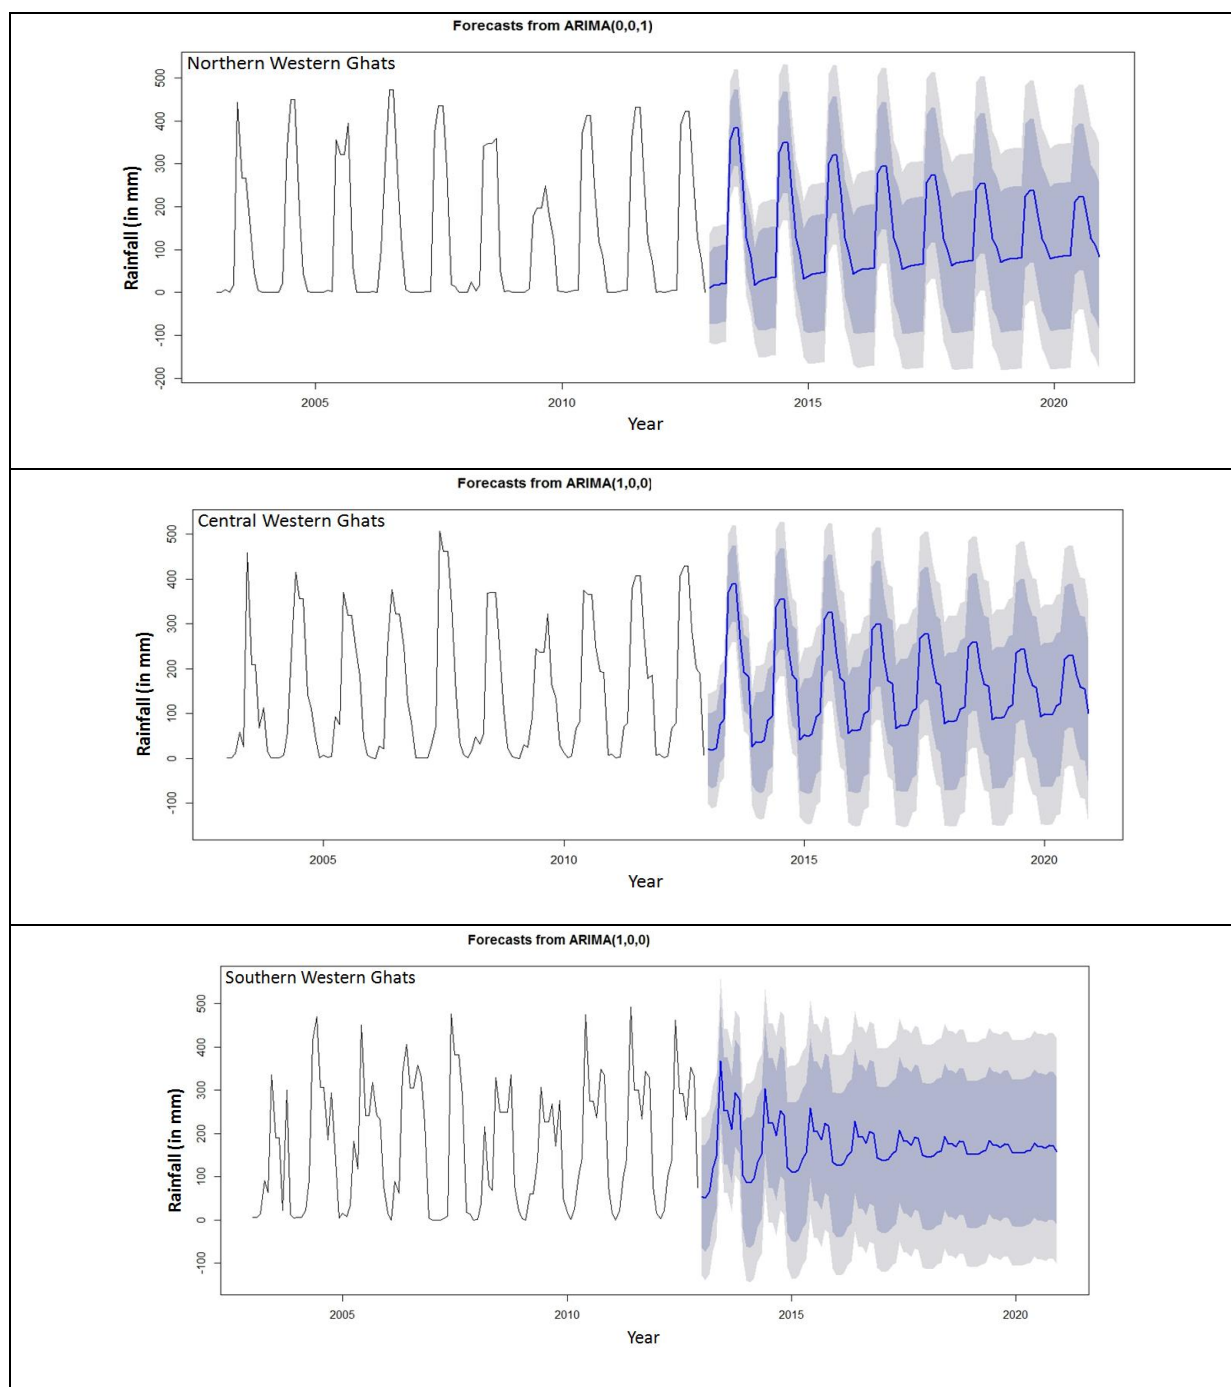 Forecasts from ARIMA(0,0,1)
Northern Western Ghats
Rainfall (in mm)
500
400
300
200
100
0
-100
-200
2005 2010 2015 2020
Year
Forecasts from ARIMA(1,0,0)
Central Western Ghats
Rainfall (in mm)
500
400
300
200
100
0
-100
2005 2010 2015 2020
Year
Forecasts from ARIMA(1,0,0)
Southern Western Ghats
Rainfall (in mm)
500
400
300
200
100
0
-100
2005 2010 2015 2020
Year